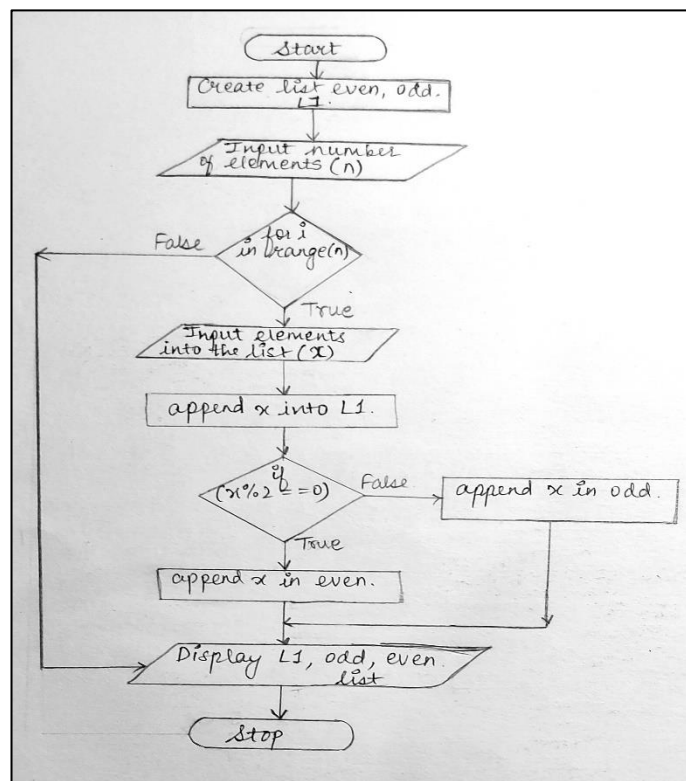 Start
Create list even, odd.
L1.
Input number
of elements (n)
for i
in range(n)
False
True
Input elements
into the list (x)
append x into L1.
if
(x%2 == 0)
False
append x in odd.
True
append x in even.
Display L1, odd, even.
list
Stop